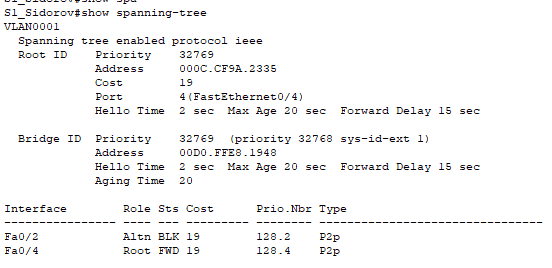 S1_Sidorov#show spanning-tree
VLAN0001
Spanning tree enabled protocol ieee
Root ID Priority 32769
Address 000C.CF9A.2335
Cost 19
Port 4(FastEthernet0/4)
Hello Time 2 sec Max Age 20 sec Forward Delay 15 sec
Bridge ID Priority 32769 (priority 32768 sys-id-ext 1)
Address 00D0.FFE8.1948
Hello Time 2 sec Max Age 20 sec Forward Delay 15 sec
Aging Time 20
Interface Role Sts Cost Prio.Nbr Type
---------------- ---- --- --------- -------- --------------------------------
Fa0/2 Altn BLK 19 128.2 P2p
Fa0/4 Root FWD 19 128.4 P2p